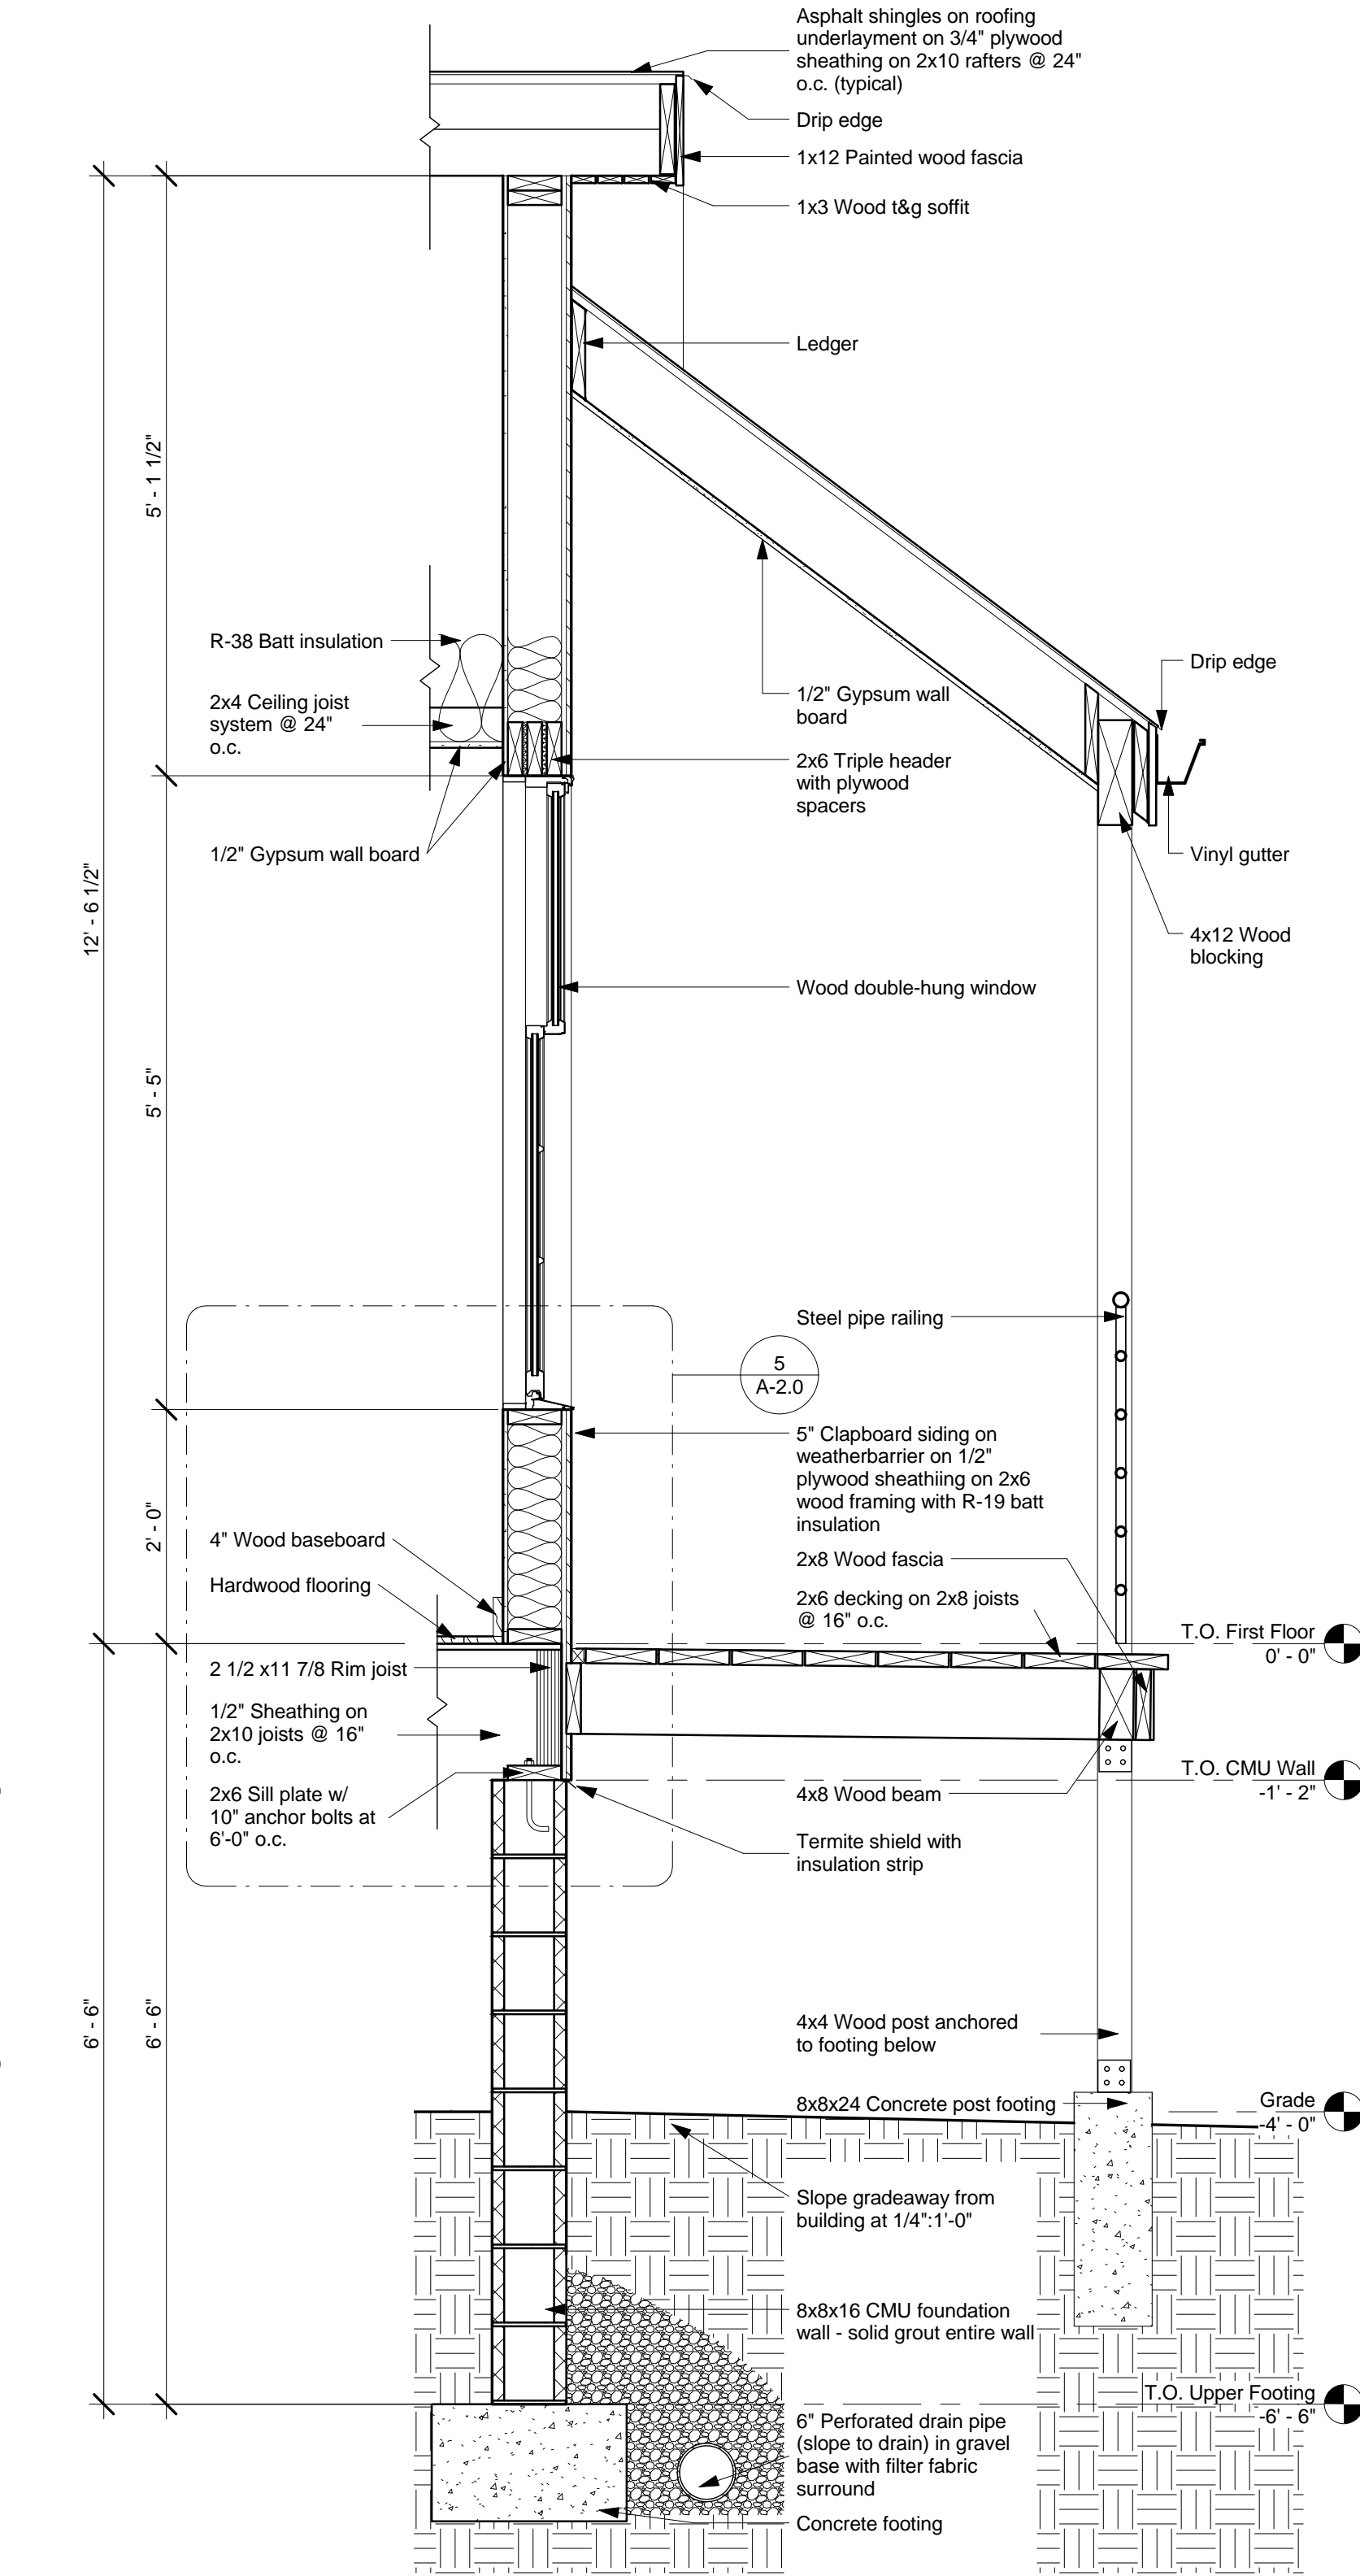 Asphalt shingles on roofing
underlayment on 3/4" plywood
sheathing on 2x10 rafters @ 24"
o.c. (typical)
Drip edge
1x12 Painted wood fascia
1x3 Wood t&g soffit
Ledger
5' - 1 1/2"
R-38 Batt insulation
2x4 Ceiling joist
system @ 24"
o.c.
1/2" Gypsum wall
board
Drip edge
2x6 Triple header
with plywood
spacers
1/2" Gypsum wall board
Vinyl gutter
12' - 6 1/2"
4x12 Wood
blocking
Wood double-hung window
5' - 5"
Steel pipe railing
5
A-2.0
5" Clapboard siding on
weatherbarrier on 1/2"
plywood sheathiing on 2x6
wood framing with R-19 batt
insulation
2' - 0"
4" Wood baseboard
Hardwood flooring
2x8 Wood fascia
2x6 decking on 2x8 joists
@ 16" o.c.
T.O. First Floor
0' - 0"
2 1/2 x11 7/8 Rim joist
1/2" Sheathing on
2x10 joists @ 16"
o.c.
2x6 Sill plate w/
10" anchor bolts at
6'-0" o.c.
T.O. CMU Wall
-1' - 2"
4x8 Wood beam
Termite shield with
insulation strip
6' - 6"
6' - 6"
4x4 Wood post anchored
to footing below
8x8x24 Concrete post footing
Grade
-4' - 0"
Slope gradeaway from
building at 1/4":1'-0"
8x8x16 CMU foundation
wall - solid grout entire wall
T.O. Upper Footing
-6' - 6"
6" Perforated drain pipe
(slope to drain) in gravel
base with filter fabric
surround
Concrete footing